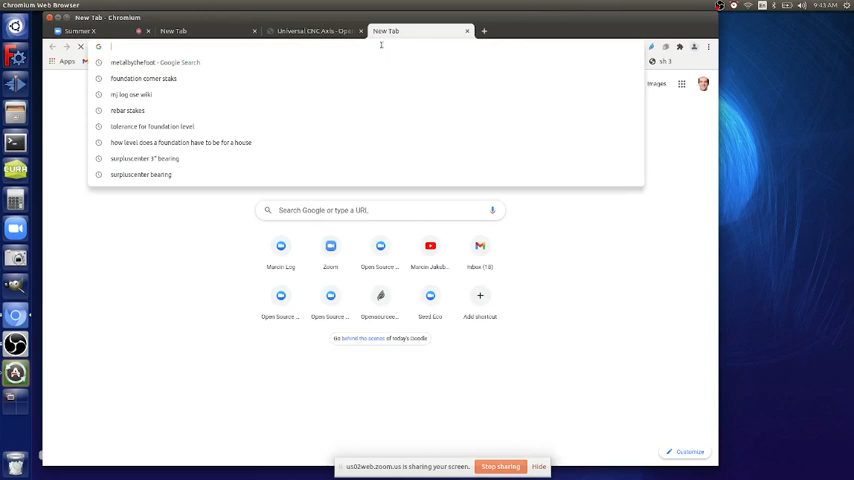 Chromium Web Browser
9:43 AM
New Tab - Chromium
Summer X
New Tab
Universal CNC Axis - Ope
New Tab
metalbythefoot - Google Search
Apps
sh 3
foundation corner staks
Images
mj log ose wiki
rebar stakes
tolerance for foundation level
how level does a foundation have to be for a house
surpluscenter 3" bearing
surpluscenter bearing
CURA
Search Google or type a URL
Marcin Log
Zoom
Open Source ...
Marcin Jakub...
Inbox (18)
Open Source ...
Open Source ...
Opensourcee...
Seed Eco
Add shortcut
Go behind the scenes of today's Doodle
Customize
us02web.zoom.us is sharing your screen.
Stop sharing
Hide